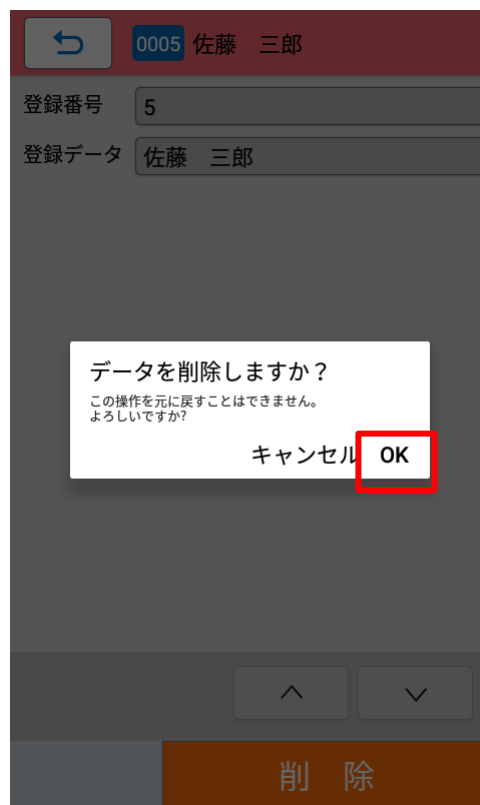 0005 佐藤　三郎
登録番号 5
登録データ 佐藤　三郎
データを削除しますか？
この操作を元に戻すことはできません。
よろしいですか?
キャンセル OK
削　除